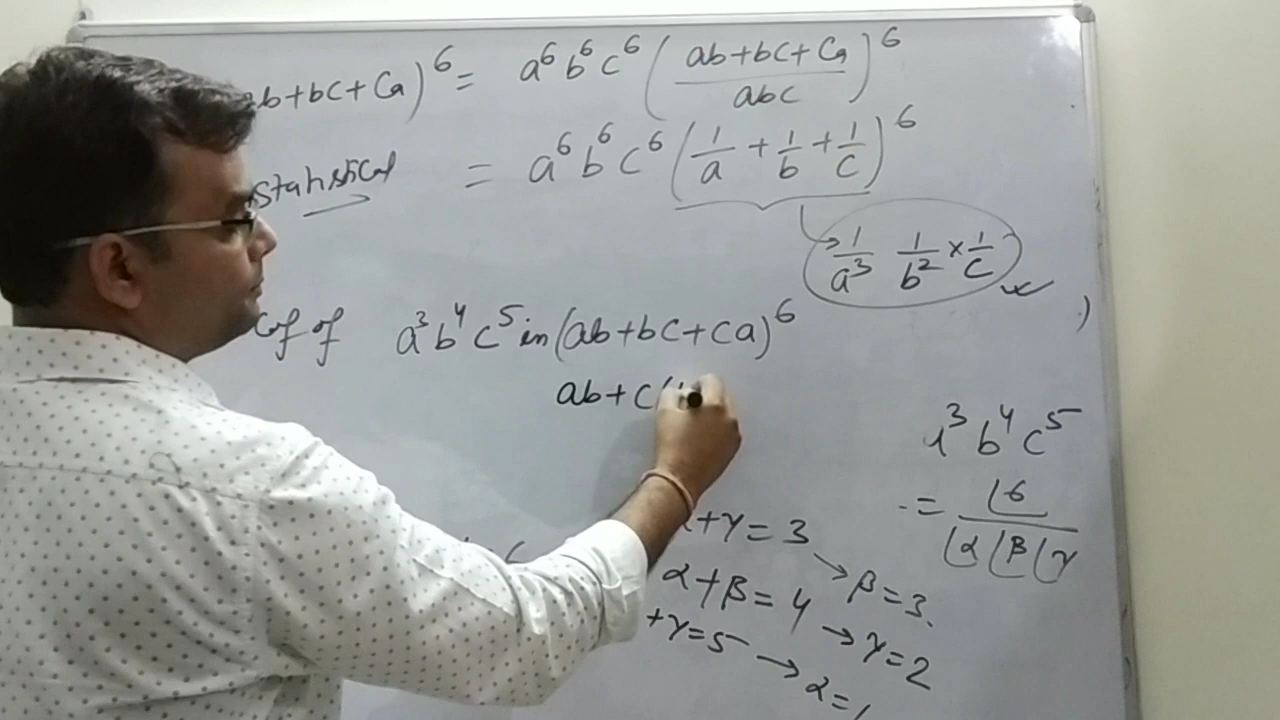 ab+bc+ca)^6 = a^6 b^6 c^6 ((ab+bc+ca)/(abc))^6
statistical = a^6 b^6 c^6 (1/a + 1/b + 1/c)^6
→ 1/a^3 1/b^2 × 1/c
Cof of a^3 b^4 c^5 in (ab+bc+ca)^6
ab+c(
b^4 c^5
= ⌊6 / ⌊α ⌊β ⌊γ
+γ=3 → β=3.
α+β=4 → γ=2
+γ=5 →